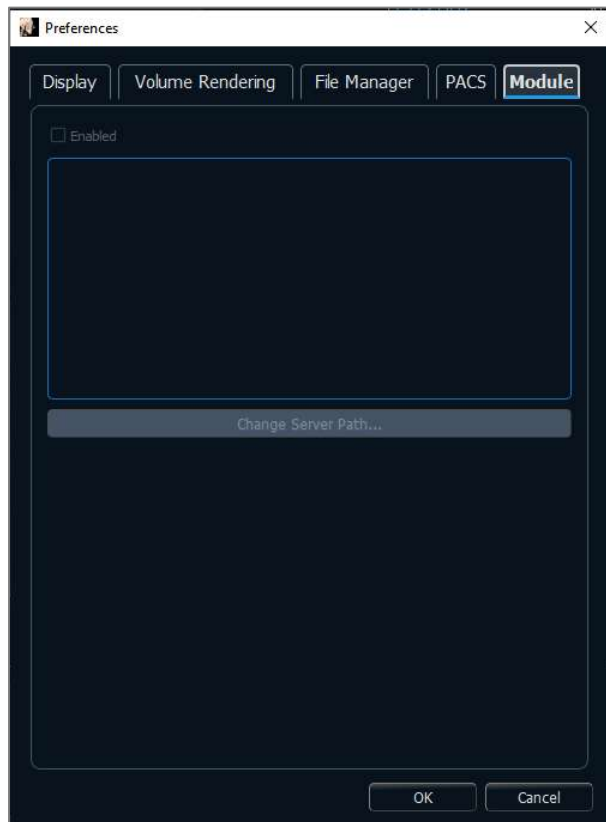 Preferences
Display Volume Rendering File Manager PACS Module
Enabled
Change Server Path...
OK Cancel